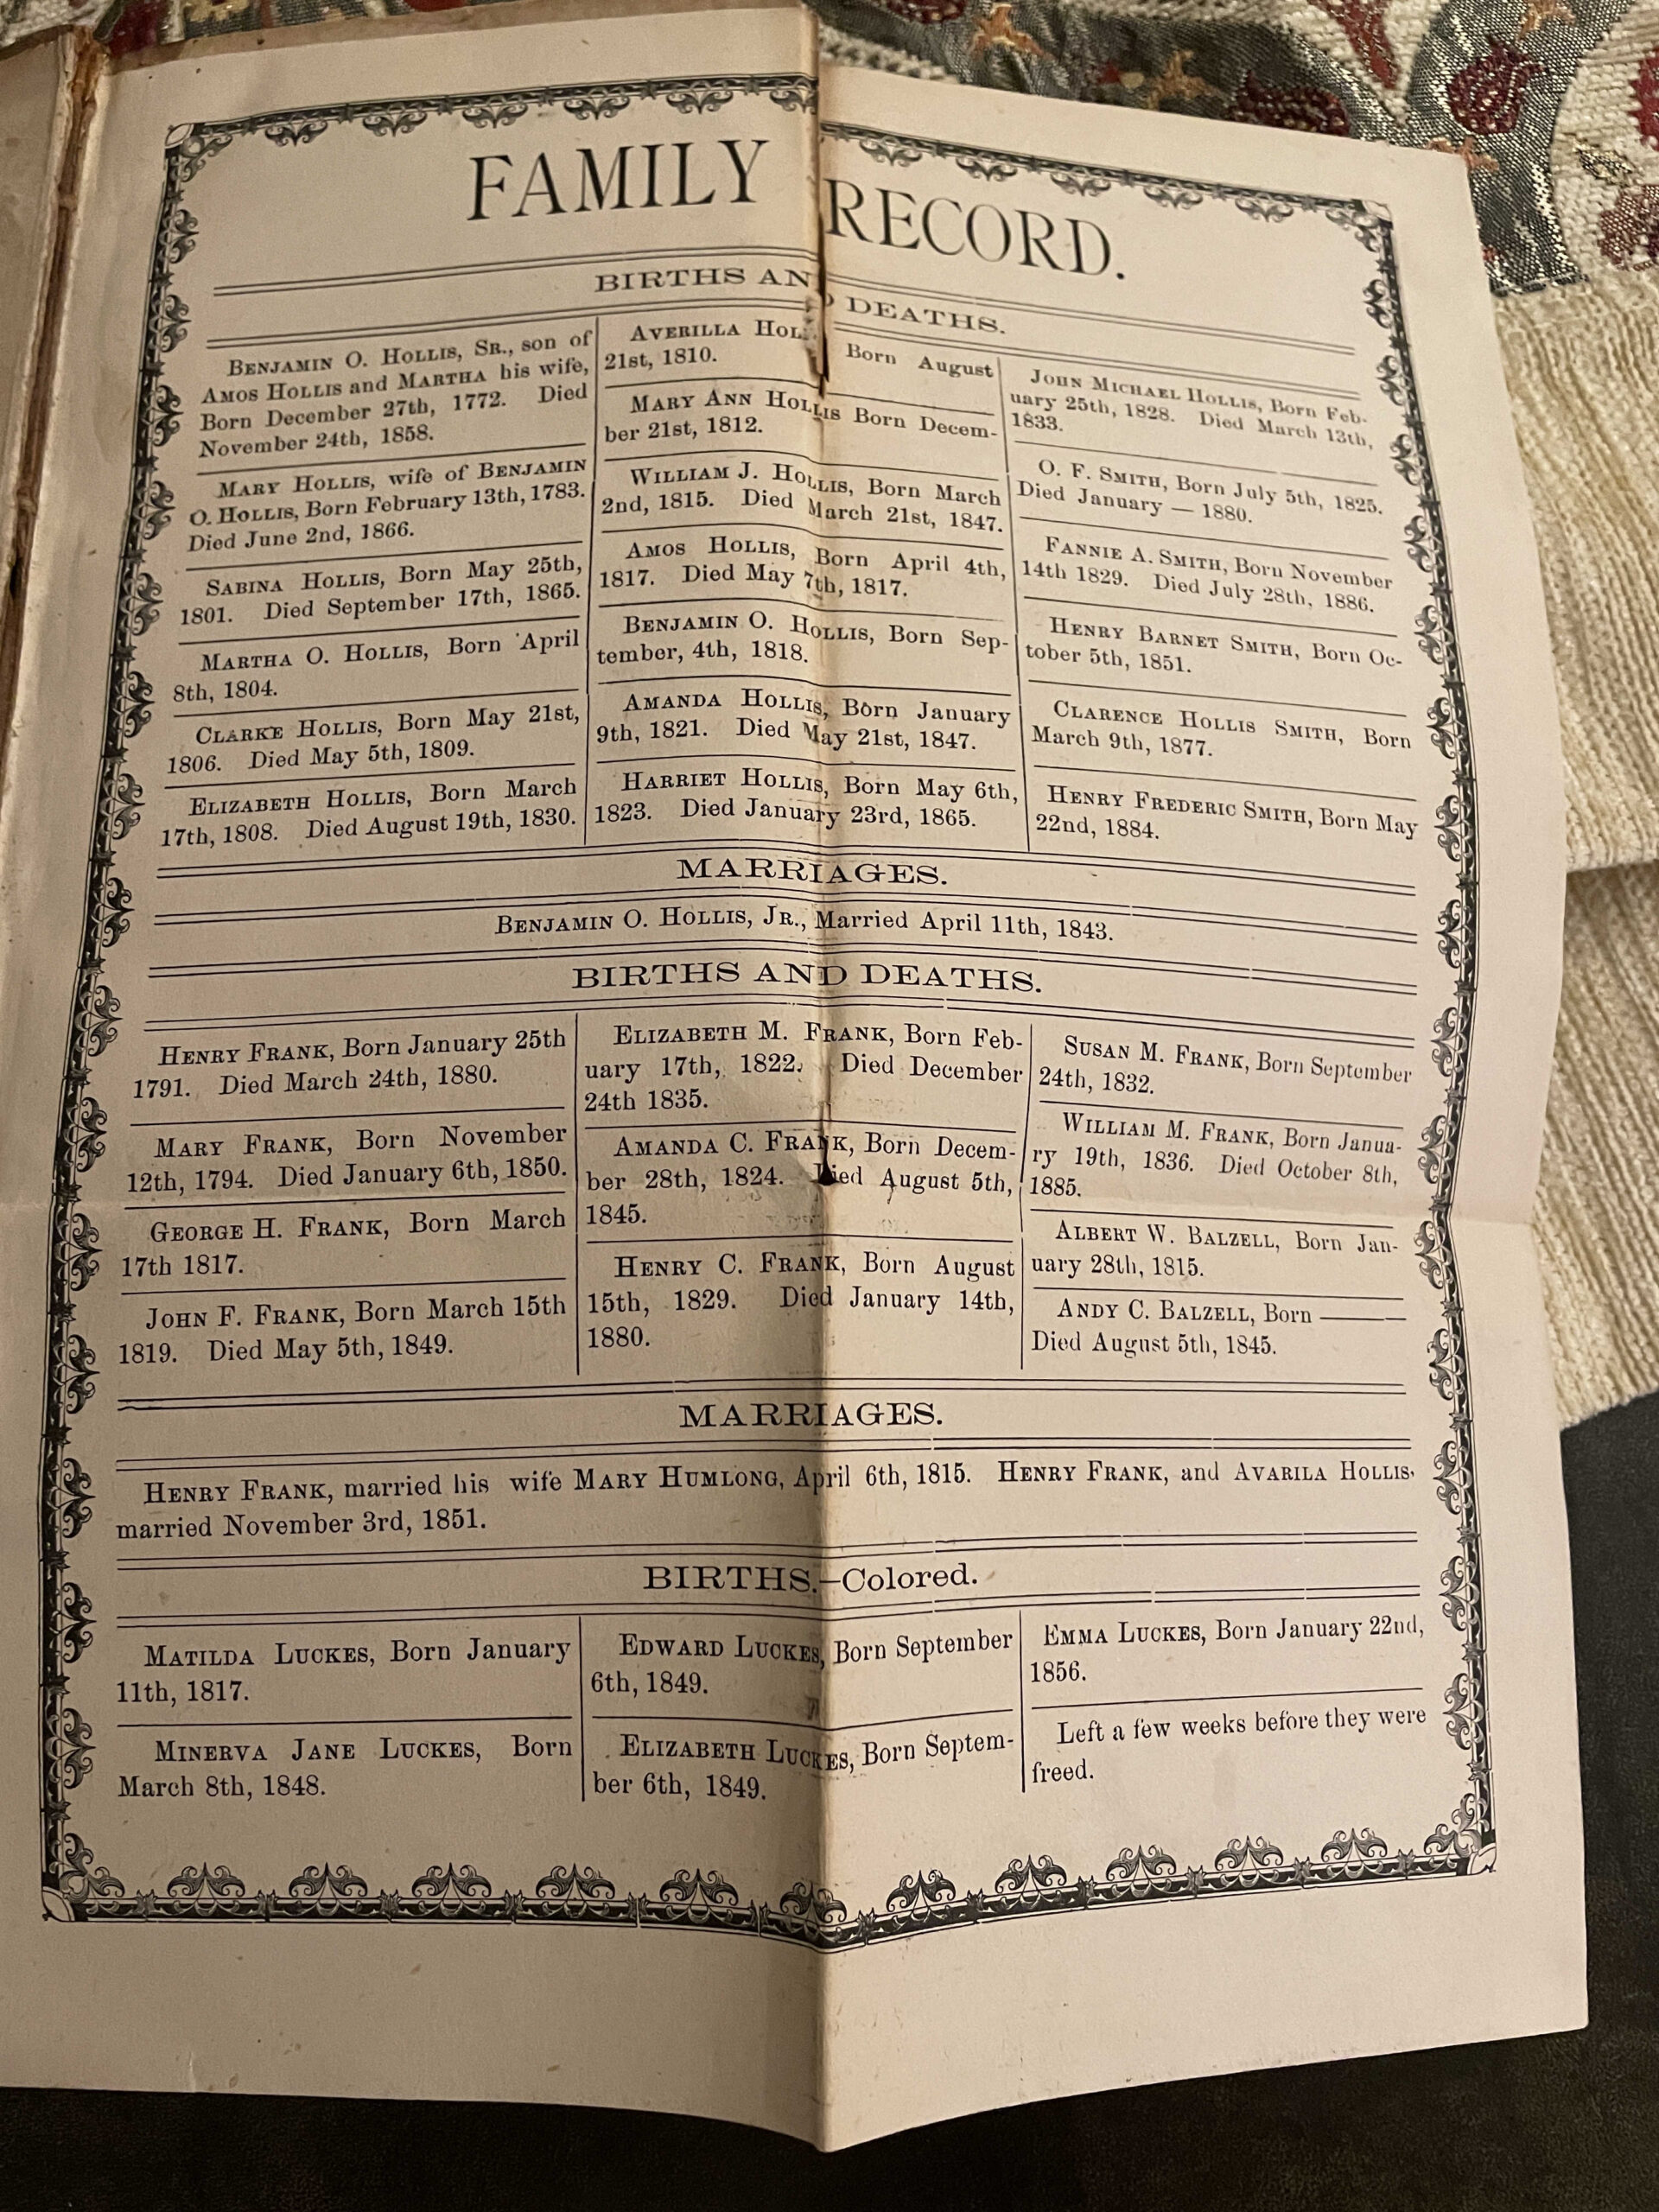 FAMILY RECORD.
BIRTHS AND DEATHS.
BENJAMIN O. HOLLIS, SR., son of
AMOS HOLLIS and MARTHA his wife,
Born December 27th, 1772. Died
November 24th, 1858.
MARY HOLLIS, wife of BENJAMIN
O. HOLLIS, Born February 13th, 1783.
Died June 2nd, 1866.
SABINA HOLLIS, Born May 25th,
1801. Died September 17th, 1865.
MARTHA O. HOLLIS, Born April
8th, 1804.
CLARKE HOLLIS, Born May 21st,
1806. Died May 5th, 1809.
ELIZABETH HOLLIS, Born March
17th, 1808. Died August 19th, 1830.
AVERILLA Born August
21st, 1810.
MARY ANN HOLLIS Born Decem-
ber 21st, 1812.
WILLIAM J. HOLLIS, Born March
2nd, 1815. Died March 21st, 1847.
AMOS HOLLIS, Born April 4th,
1817. Died May 7th, 1817.
BENJAMIN O. HOLLIS, Born Sep-
tember, 4th, 1818.
AMANDA HOLLIS, Born January
9th, 1821. Died May 21st, 1847.
HARRIET HOLLIS, Born May 6th,
1823. Died January 23rd, 1865.
JOHN MICHAEL HOLLIS, Born Feb-
uary 25th, 1828. Died March 13th,
1833.
O. F. SMITH, Born July 5th, 1825.
Died January — 1880.
FANNIE A. SMITH, Born November
14th 1829. Died July 28th, 1886.
HENRY BARNET SMITH, Born Oc-
tober 5th, 1851.
CLARENCE HOLLIS SMITH, Born
March 9th, 1877.
HENRY FREDERIC SMITH, Born May
22nd, 1884.
MARRIAGES.
BENJAMIN O. HOLLIS, JR., Married April 11th, 1843.
BIRTHS AND DEATHS.
HENRY FRANK, Born January 25th
1791. Died March 24th, 1880.
MARY FRANK, Born November
12th, 1794. Died January 6th, 1850.
GEORGE H. FRANK, Born March
17th 1817.
JOHN F. FRANK, Born March 15th
1819. Died May 5th, 1849.
ELIZABETH M. FRANK, Born Feb-
uary 17th, 1822. Died December
24th 1835.
AMANDA C. FRANK, Born Decem-
ber 28th, 1824. Died August 5th,
1845.
HENRY C. FRANK, Born August
15th, 1829. Died January 14th,
1880.
SUSAN M. FRANK, Born September
24th, 1832.
WILLIAM M. FRANK, Born Janua-
ry 19th, 1836. Died October 8th,
1885.
ALBERT W. BALZELL, Born Jan-
uary 28th, 1815.
ANDY C. BALZELL, Born ———
Died August 5th, 1845.
MARRIAGES.
HENRY FRANK, married his wife MARY HUMLONG, April 6th, 1815. HENRY FRANK, and AVARILA HOLLIS,
married November 3rd, 1851.
BIRTHS.—Colored.
MATILDA LUCKES, Born January
11th, 1817.
MINERVA JANE LUCKES, Born
March 8th, 1848.
EDWARD LUCKES, Born September
6th, 1849.
ELIZABETH LUCKES, Born Septem-
ber 6th, 1849.
EMMA LUCKES, Born January 22nd,
1856.
Left a few weeks before they were
freed.